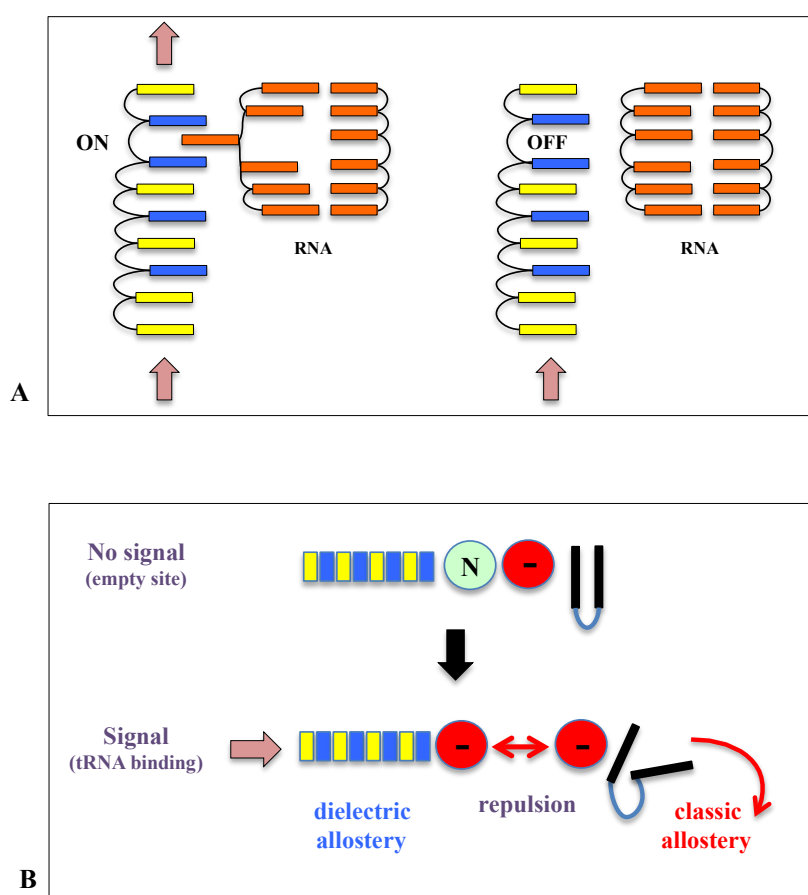 ON
OFF
RNA
RNA
A
No signal
(empty site)
N
-
Signal
(tRNA binding)
-
-
dielectric
allostery
repulsion
classic
allostery
B